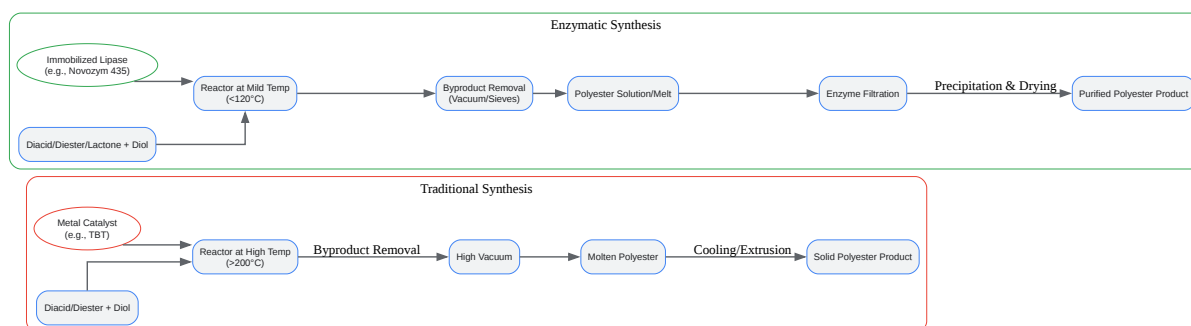 Enzymatic Synthesis
Immobilized Lipase
(e.g., Novozym 435)
Reactor at Mild Temp
(<120°C)
Byproduct Removal
(Vacuum/Sieves)
Polyester Solution/Melt
Enzyme Filtration
Precipitation & Drying
Purified Polyester Product
Diacid/Diester/Lactone + Diol
Traditional Synthesis
Metal Catalyst
(e.g., TBT)
Reactor at High Temp
(>200°C)
Byproduct Removal
High Vacuum
Molten Polyester
Cooling/Extrusion
Solid Polyester Product
Diacid/Diester + Diol